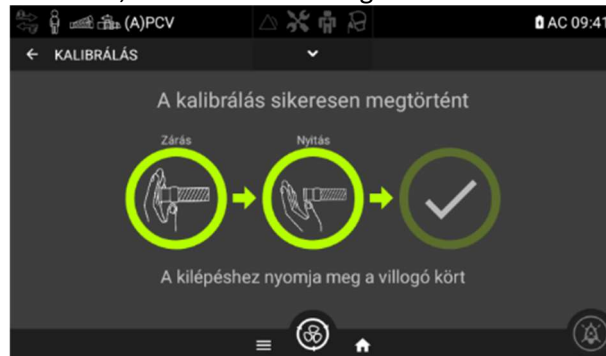 (A)PCV
AC 09:41
KALIBRÁLÁS
A kalibrálás sikeresen megtörtént
Zárás
Nyitás
A kilépéshez nyomja meg a villogó kört